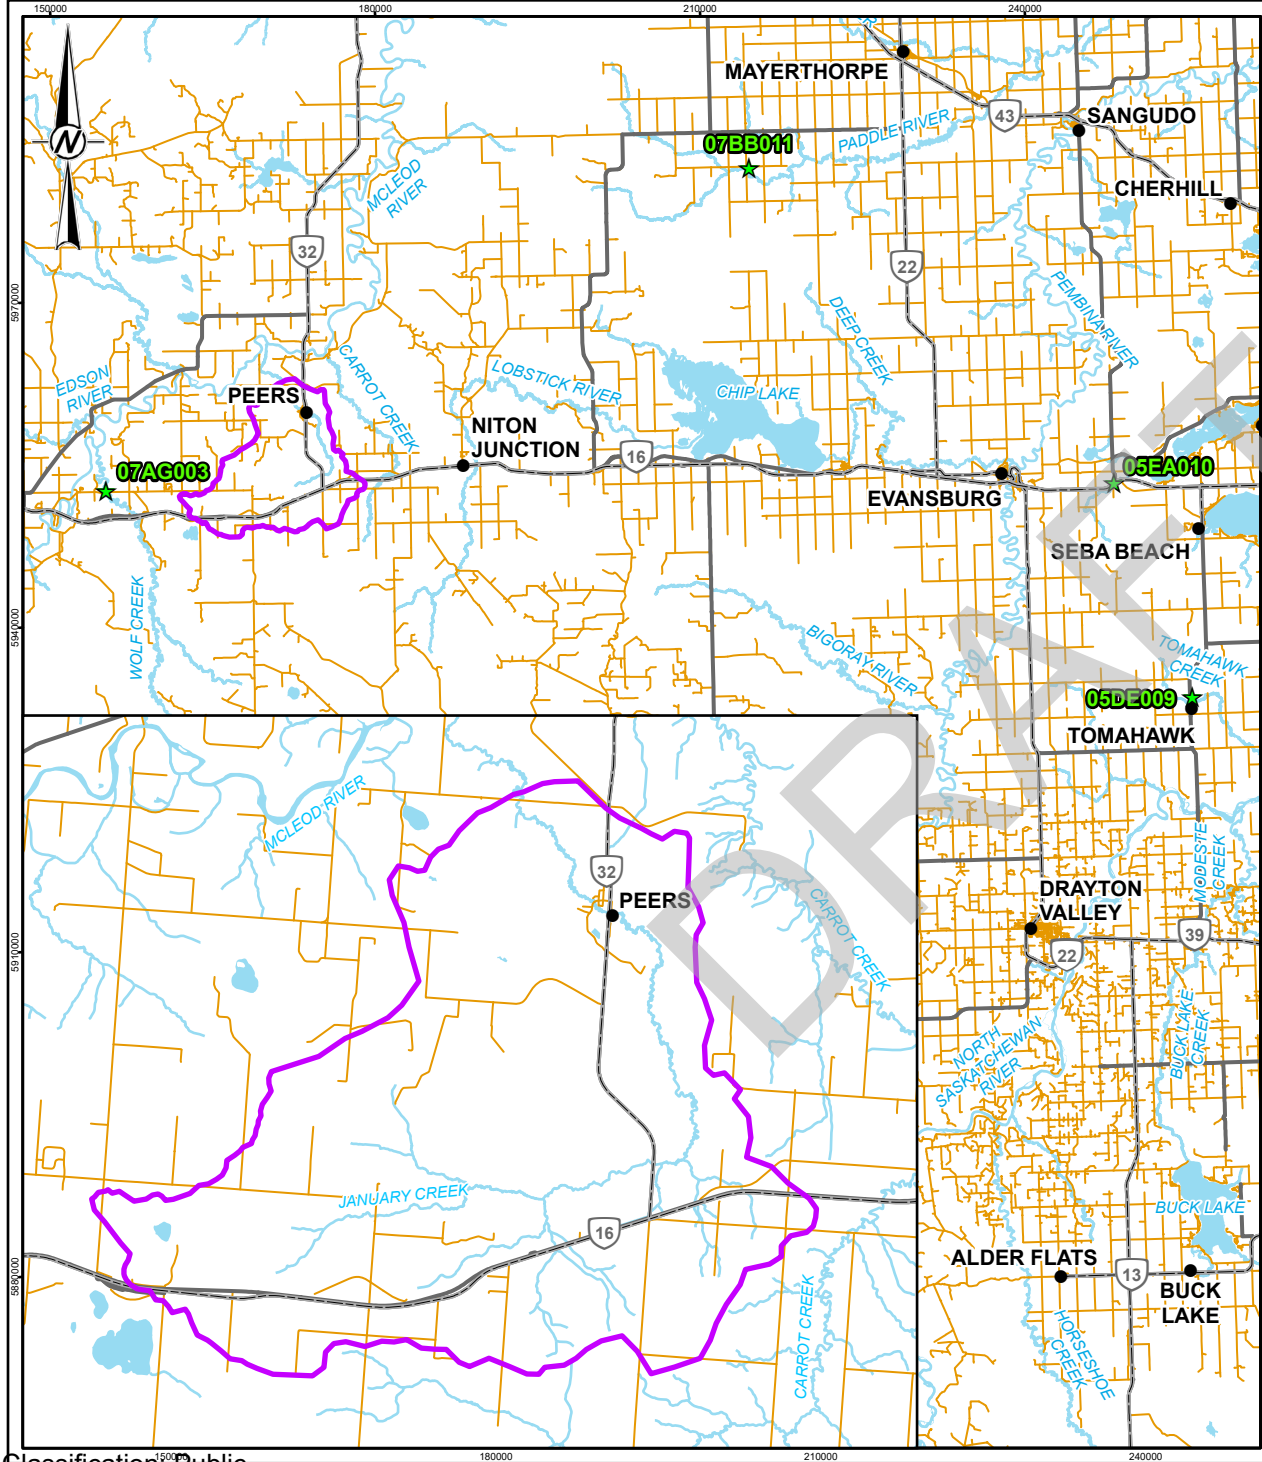 150000
180000
210000
240000
MAYERTHORPE
43
SANGUDO
07BB011
PADDLE RIVER
CHERHILL
N
MCLEOD
RIVER
32
22
5970000
PEMBINA RIVER
DEEP CREEK
EDSON
RIVER
PEERS
CARROT CREEK
LOBSTICK RIVER
CHIP LAKE
NITON
JUNCTION
16
07AG003
05EA010
EVANSBURG
SEBA BEACH
WOLF CREEK
5940000
BIGORAY RIVER
TOMAHAWK
CREEK
05DE009
TOMAHAWK
DRAFT
MCLEOD RIVER
32
PEERS
CARROT CREEK
MODESTE
CREEK
DRAYTON
VALLEY
22
39
5910000
NORTH
SASKATCHEWAN
RIVER
BUCK LAKE
CREEK
JANUARY CREEK
16
BUCK LAKE
CARROT CREEK
ALDER FLATS
13
BUCK
LAKE
5880000
HORSESHOE
CREEK
150000
180000
210000
240000
Classification: Public